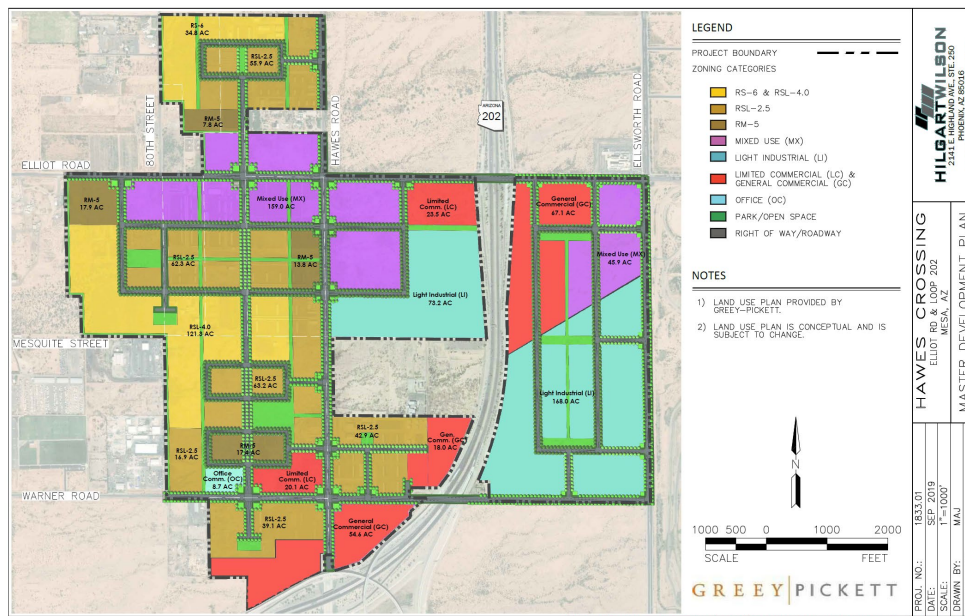 RS-6
34.8 AC
RSL-2.5
55.9 AC
RM-5
7.8 AC
80TH STREET
HAWES ROAD
ARIZONA
202
ELLSWORTH ROAD
ELLIOT ROAD
RM-5
17.9 AC
Mixed Use (MX)
159.0 AC
Limited
Comm. (LC)
23.5 AC
General
Commercial (GC)
67.1 AC
RSL-2.5
62.3 AC
RM-5
13.8 AC
Mixed Use (MX)
45.9 AC
Light Industrial (LI)
73.2 AC
RSL-4.0
121.5 AC
MESQUITE STREET
RSL-2.5
63.2 AC
Light Industrial (LI)
168.0 AC
RSL-2.5
42.9 AC
Gen.
Comm. (GC)
18.0 AC
RM-5
17.4 AC
RSL-2.5
16.9 AC
Office
Comm. (OC)
8.7 AC
Limited
Comm. (LC)
20.1 AC
WARNER ROAD
RSL-2.5
39.1 AC
General
Commercial (GC)
54.6 AC
LEGEND
PROJECT BOUNDARY
ZONING CATEGORIES
RS-6 & RSL-4.0
RSL-2.5
RM-5
MIXED USE (MX)
LIGHT INDUSTRIAL (LI)
LIMITED COMMERCIAL (LC) &
GENERAL COMMERCIAL (GC)
OFFICE (OC)
PARK/OPEN SPACE
RIGHT OF WAY/ROADWAY
NOTES
1) LAND USE PLAN PROVIDED BY
GREEY-PICKETT.
2) LAND USE PLAN IS CONCEPTUAL AND IS
SUBJECT TO CHANGE.
N
1000 500 0 1000 2000
SCALE FEET
GREEY|PICKETT
HILGARTWILSON
2141 E. HIGHLAND AVE., STE. 250
PHOENIX, AZ 85016
HAWES CROSSING
ELLIOT RD & LOOP 202
MESA, AZ
MASTER DEVELOPMENT PLAN
PROJ. NO.: 1833.01
DATE: SEP 2019
SCALE: 1"=1000'
DRAWN BY: MAJ